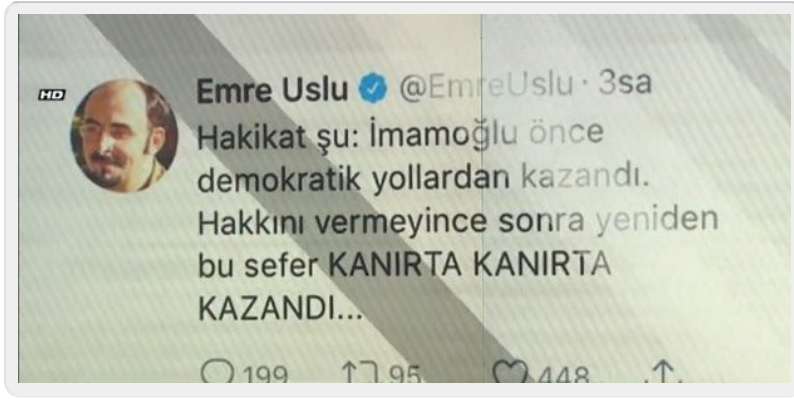 HD
Emre Uslu @EmreUslu · 3sa
Hakikat şu: İmamoğlu önce
demokratik yollardan kazandı.
Hakkını vermeyince sonra yeniden
bu sefer KANIRTA KANIRTA
KAZANDI...
199 95 448